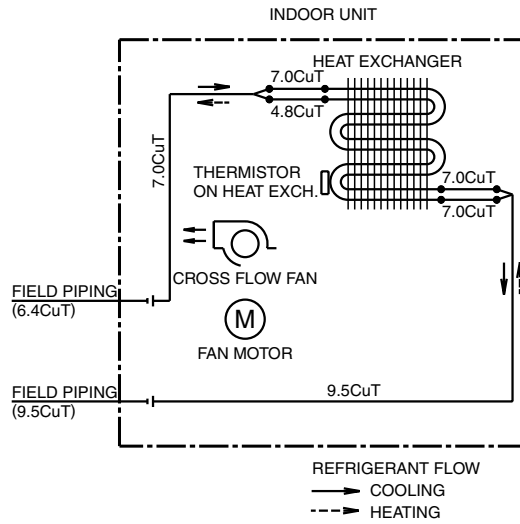 INDOOR UNIT
HEAT EXCHANGER
7.0CuT
4.8CuT
7.0CuT
THERMISTOR
ON HEAT EXCH.
7.0CuT
7.0CuT
CROSS FLOW FAN
FIELD PIPING
(6.4CuT)
M
FAN MOTOR
FIELD PIPING
(9.5CuT)
9.5CuT
REFRIGERANT FLOW
COOLING
HEATING